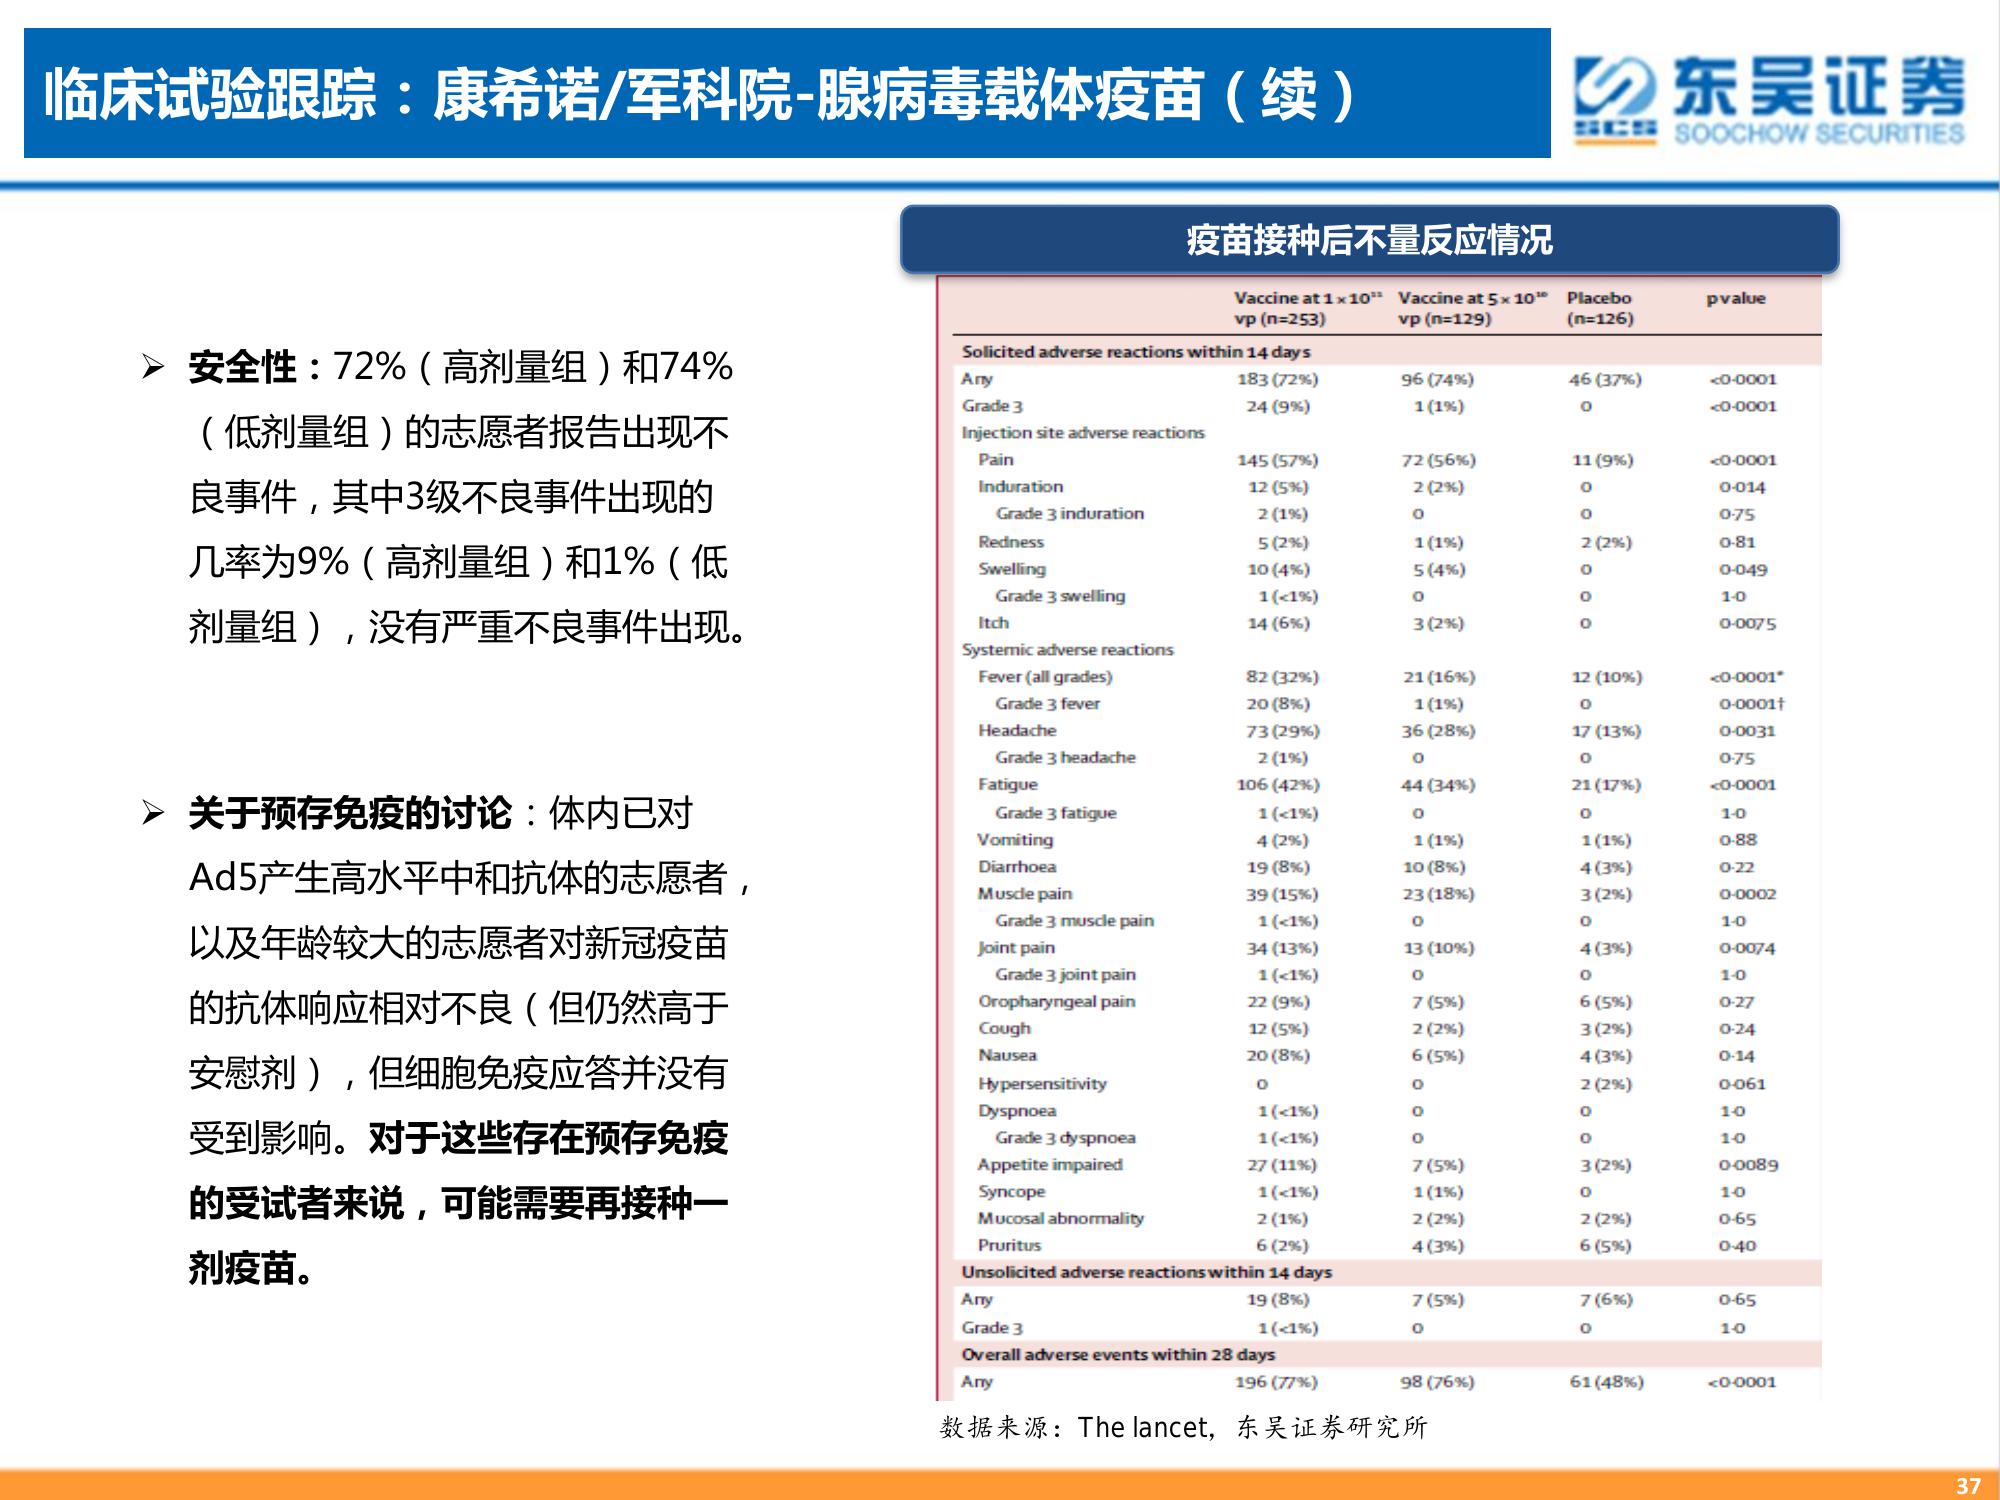 临床试验跟踪：康希诺/军科院-腺病毒载体疫苗（续）
SCS
东吴证券
SOOCHOW SECURITIES
➢ 安全性：72%（高剂量组）和74%
（低剂量组）的志愿者报告出现不
良事件，其中3级不良事件出现的
几率为9%（高剂量组）和1%（低
剂量组），没有严重不良事件出现。
➢ 关于预存免疫的讨论：体内已对
Ad5产生高水平中和抗体的志愿者，
以及年龄较大的志愿者对新冠疫苗
的抗体响应相对不良（但仍然高于
安慰剂），但细胞免疫应答并没有
受到影响。对于这些存在预存免疫
的受试者来说，可能需要再接种一
剂疫苗。
疫苗接种后不量反应情况
Vaccine at 1 × 10¹¹ vp (n=253) Vaccine at 5 × 10¹⁰ vp (n=129) Placebo (n=126) p value
Solicited adverse reactions within 14 days
Any 183 (72%) 96 (74%) 46 (37%) <0·0001
Grade 3 24 (9%) 1 (1%) 0 <0·0001
Injection site adverse reactions
Pain 145 (57%) 72 (56%) 11 (9%) <0·0001
Induration 12 (5%) 2 (2%) 0 0·014
Grade 3 induration 2 (1%) 0 0 0·75
Redness 5 (2%) 1 (1%) 2 (2%) 0·81
Swelling 10 (4%) 5 (4%) 0 0·049
Grade 3 swelling 1 (<1%) 0 0 1·0
Itch 14 (6%) 3 (2%) 0 0·0075
Systemic adverse reactions
Fever (all grades) 82 (32%) 21 (16%) 12 (10%) <0·0001*
Grade 3 fever 20 (8%) 1 (1%) 0 0·0001†
Headache 73 (29%) 36 (28%) 17 (13%) 0·0031
Grade 3 headache 2 (1%) 0 0 0·75
Fatigue 106 (42%) 44 (34%) 21 (17%) <0·0001
Grade 3 fatigue 1 (<1%) 0 0 1·0
Vomiting 4 (2%) 1 (1%) 1 (1%) 0·88
Diarrhoea 19 (8%) 10 (8%) 4 (3%) 0·22
Muscle pain 39 (15%) 23 (18%) 3 (2%) 0·0002
Grade 3 muscle pain 1 (<1%) 0 0 1·0
Joint pain 34 (13%) 13 (10%) 4 (3%) 0·0074
Grade 3 joint pain 1 (<1%) 0 0 1·0
Oropharyngeal pain 22 (9%) 7 (5%) 6 (5%) 0·27
Cough 12 (5%) 2 (2%) 3 (2%) 0·24
Nausea 20 (8%) 6 (5%) 4 (3%) 0·14
Hypersensitivity 0 0 2 (2%) 0·061
Dyspnoea 1 (<1%) 0 0 1·0
Grade 3 dyspnoea 1 (<1%) 0 0 1·0
Appetite impaired 27 (11%) 7 (5%) 3 (2%) 0·0089
Syncope 1 (<1%) 1 (1%) 0 1·0
Mucosal abnormality 2 (1%) 2 (2%) 2 (2%) 0·65
Pruritus 6 (2%) 4 (3%) 6 (5%) 0·40
Unsolicited adverse reactions within 14 days
Any 19 (8%) 7 (5%) 7 (6%) 0·65
Grade 3 1 (<1%) 0 0 1·0
Overall adverse events within 28 days
Any 196 (77%) 98 (76%) 61 (48%) <0·0001
数据来源：The lancet，东吴证券研究所
37